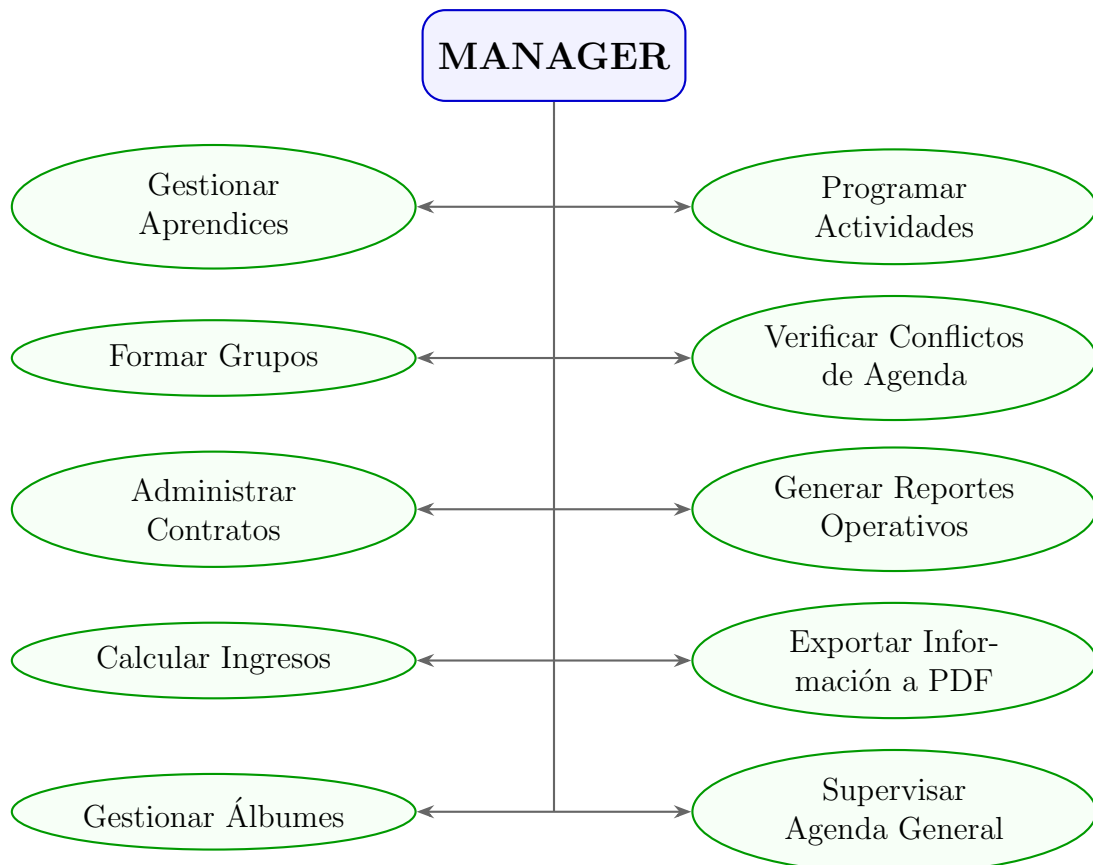 MANAGER
Gestionar
Aprendices
Programar
Actividades
Formar Grupos
Verificar Conflictos
de Agenda
Administrar
Contratos
Generar Reportes
Operativos
Calcular Ingresos
Exportar Infor-
mación a PDF
Gestionar Álbumes
Supervisar
Agenda General